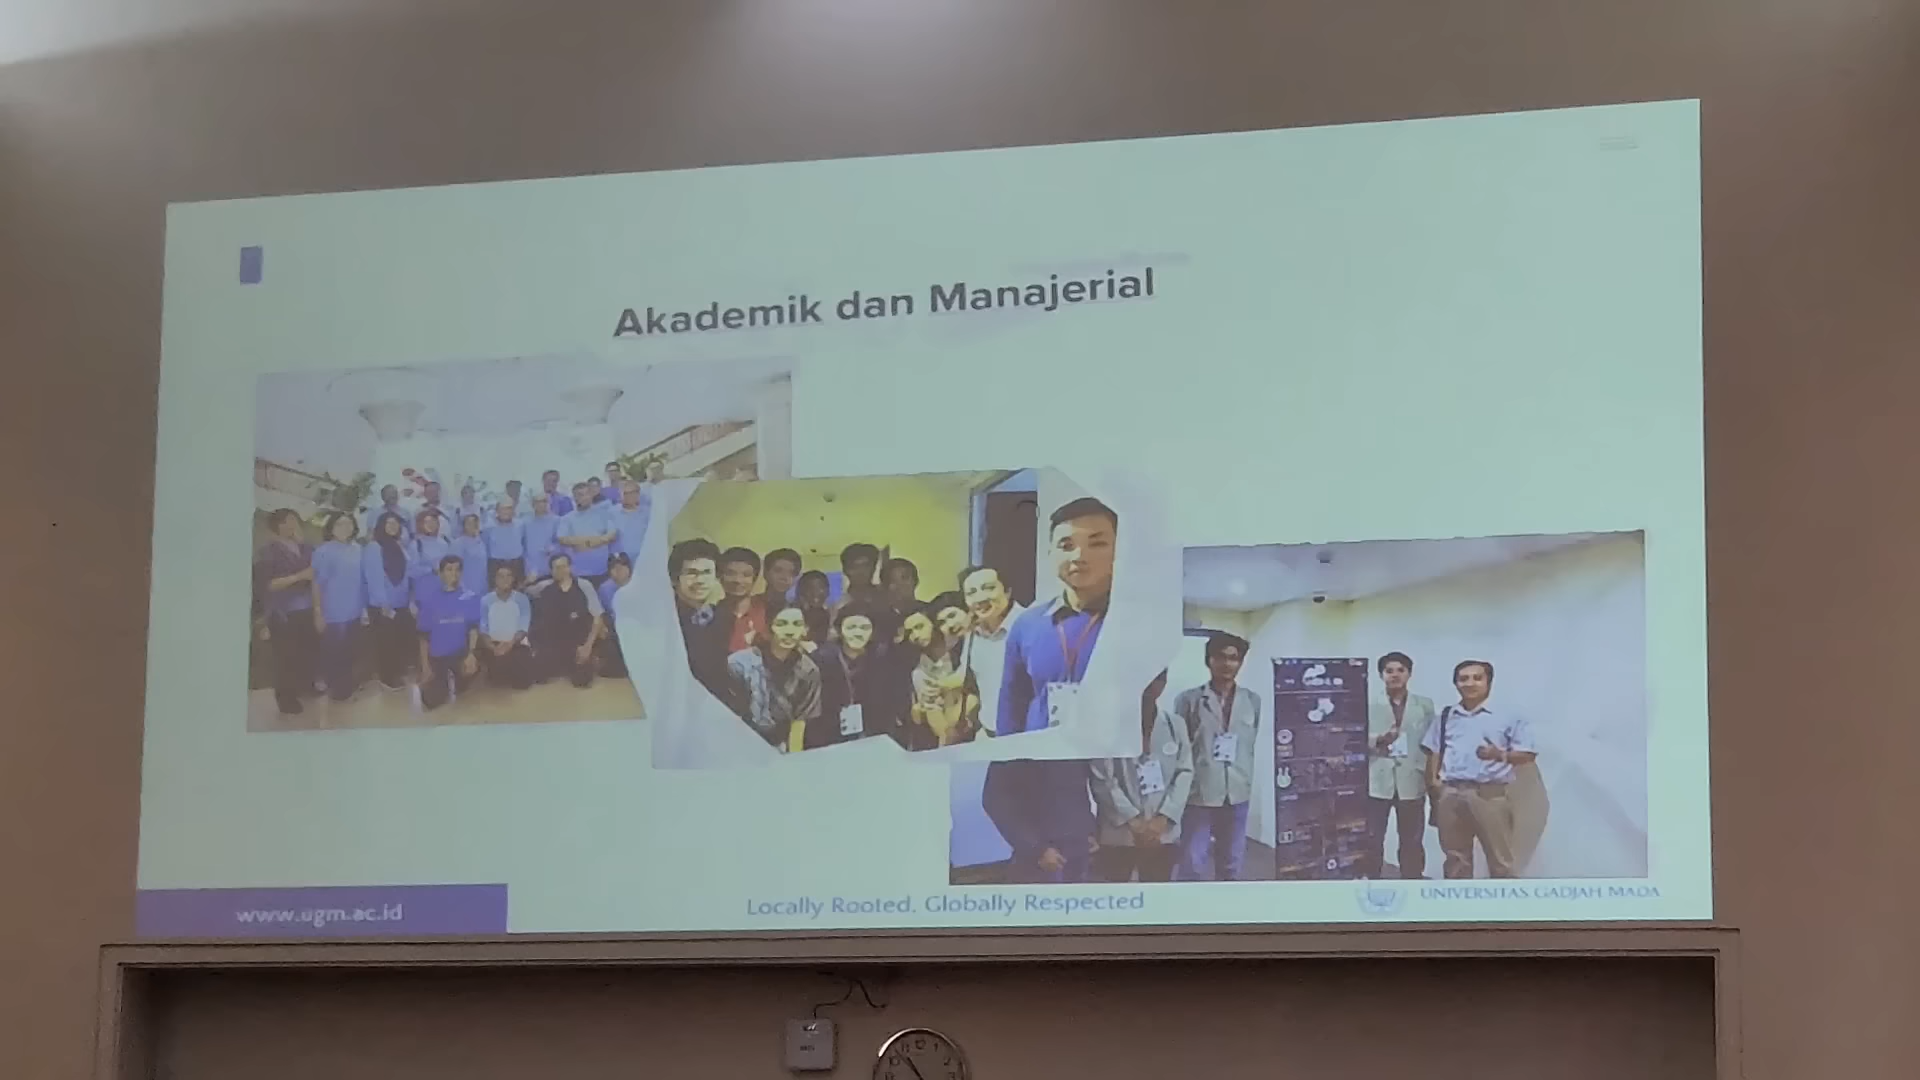 Akademik dan Manajerial
www.ugm.ac.id
Locally Rooted, Globally Respected
UNIVERSITAS GADJAH MADA